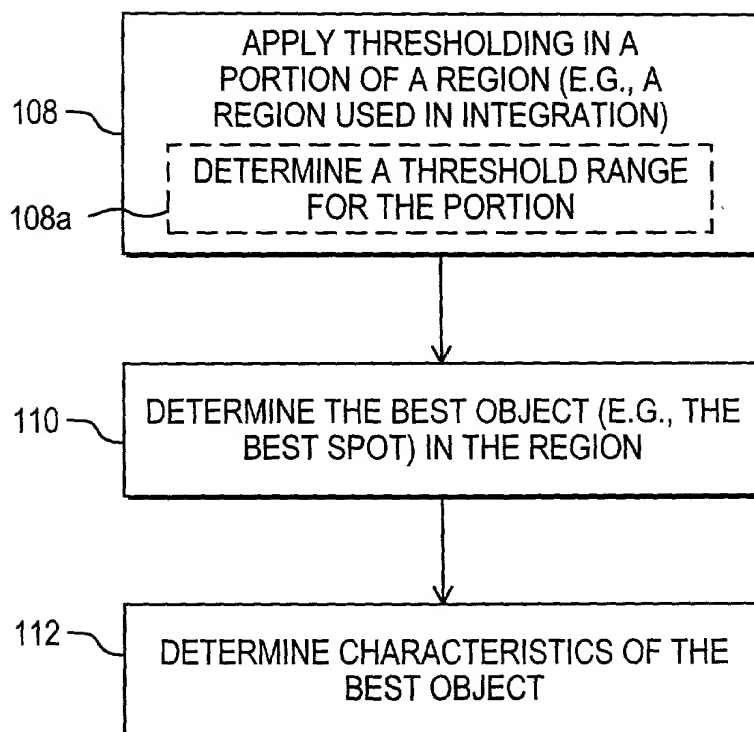 APPLY THRESHOLDING IN A
PORTION OF A REGION (E.G., A
REGION USED IN INTEGRATION)
108
DETERMINE A THRESHOLD RANGE
FOR THE PORTION
108a
DETERMINE THE BEST OBJECT (E.G., THE
BEST SPOT) IN THE REGION
110
DETERMINE CHARACTERISTICS OF THE
BEST OBJECT
112